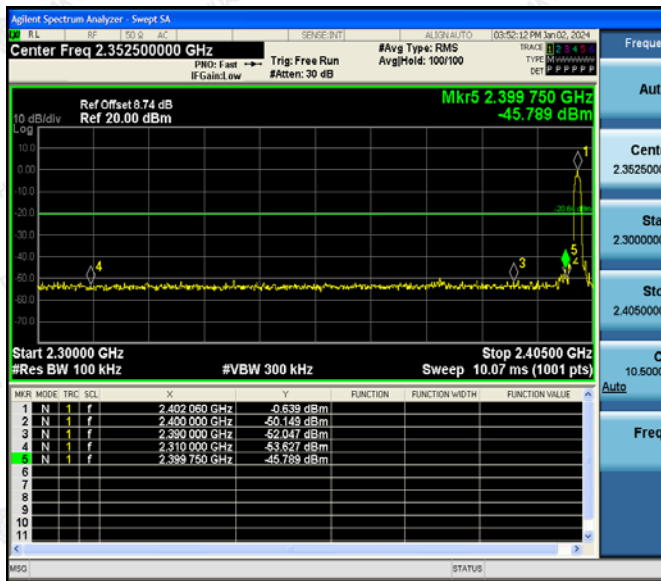 Agilent Spectrum Analyzer - Swept SA
RL RF 50 Ω AC SENSE:INT ALIGN AUTO 03:52:12 PM Jan 02, 2024
Center Freq 2.352500000 GHz #Avg Type: RMS TRACE 1 2 3 4 5 6
PNO: Fast Trig: Free Run Avg|Hold: 100/100 TYPE M
IFGain:Low #Atten: 30 dB DET P P P P P P
Freque
Aut
Cente
2.3525000
Sta
2.3000000
Sto
2.4050000
C
10.5000
Auto
Freq
Mkr5 2.399 750 GHz
-45.789 dBm
Ref Offset 8.74 dB
10 dB/div Ref 20.00 dBm
Log
10.0
0.00
-10.0
-20.0
-30.0
-40.0
-50.0
-60.0
-70.0
-20.64 dBm
1
2
3
4
5
Start 2.30000 GHz Stop 2.40500 GHz
#Res BW 100 kHz #VBW 300 kHz Sweep 10.07 ms (1001 pts)
MKR MODE TRC SCL X Y FUNCTION FUNCTION WIDTH FUNCTION VALUE
1 N 1 f 2.402 060 GHz -0.639 dBm
2 N 1 f 2.400 000 GHz -50.149 dBm
3 N 1 f 2.390 000 GHz -52.047 dBm
4 N 1 f 2.310 000 GHz -53.627 dBm
5 N 1 f 2.399 750 GHz -45.789 dBm
6
7
8
9
10
11
MSG STATUS